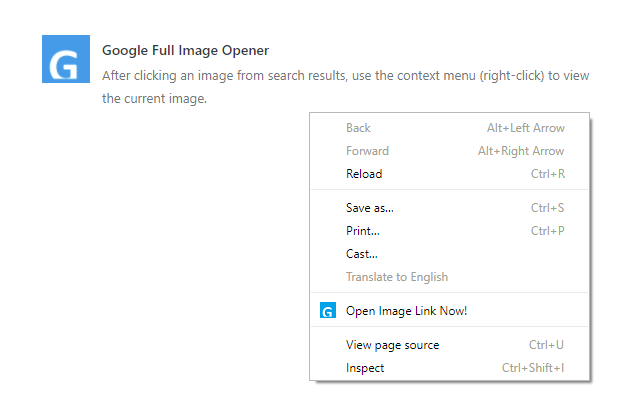 G
Google Full Image Opener
After clicking an image from search results, use the context menu (right-click) to view
the current image.
Back Alt+Left Arrow
Forward Alt+Right Arrow
Reload Ctrl+R
Save as... Ctrl+S
Print... Ctrl+P
Cast...
Translate to English
G Open Image Link Now!
View page source Ctrl+U
Inspect Ctrl+Shift+I